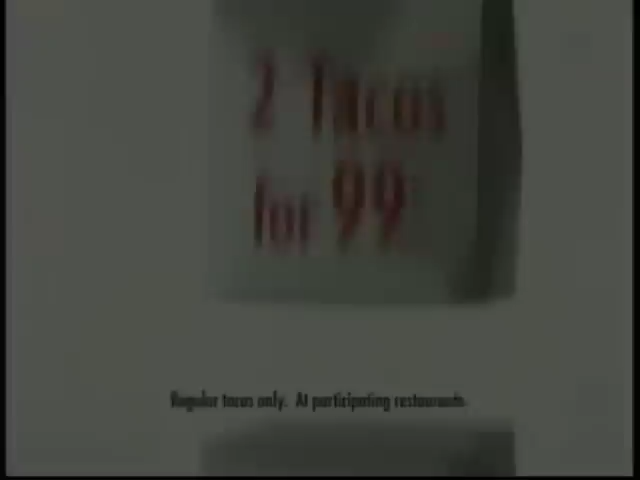 2 Tacos
for 99
Regular tacos only. At participating restaurants.